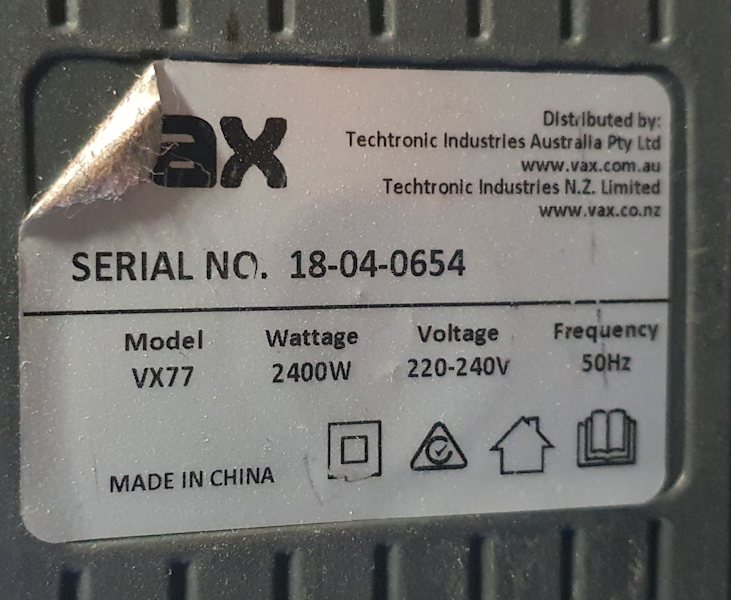 ax
Distributed by:
Techtronic Industries Australia Pty Ltd
www.vax.com.au
Techtronic Industries N.Z. Limited
www.vax.co.nz
SERIAL NO. 18-04-0654
Model Wattage Voltage Frequency
VX77 2400W 220-240V 50Hz
MADE IN CHINA